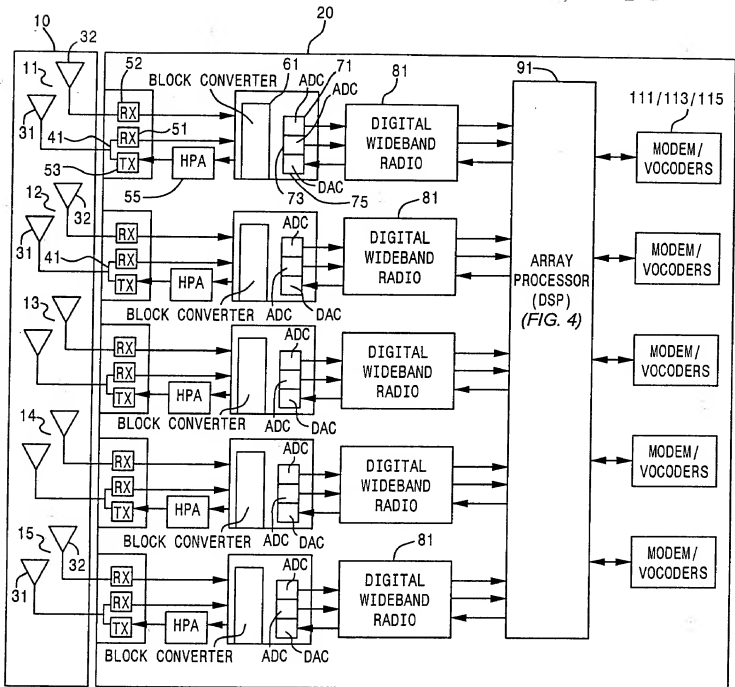 10
20
32
11
52
BLOCK CONVERTER
61
ADC
71
ADC
81
91
111/113/115
RX
31
41
RX
51
TX
53
HPA
55
73
DAC
75
DIGITAL
WIDEBAND
RADIO
MODEM/
VOCODERS
12
32
31
41
RX
RX
TX
HPA
BLOCK CONVERTER
ADC
ADC
DAC
81
DIGITAL
WIDEBAND
RADIO
MODEM/
VOCODERS
ARRAY
PROCESSOR
(DSP)
(FIG. 4)
13
RX
RX
TX
HPA
BLOCK CONVERTER
ADC
ADC
DAC
DIGITAL
WIDEBAND
RADIO
MODEM/
VOCODERS
14
RX
RX
TX
HPA
BLOCK CONVERTER
ADC
ADC
DAC
DIGITAL
WIDEBAND
RADIO
MODEM/
VOCODERS
15
32
31
RX
RX
TX
HPA
BLOCK CONVERTER
ADC
ADC
DAC
81
DIGITAL
WIDEBAND
RADIO
MODEM/
VOCODERS